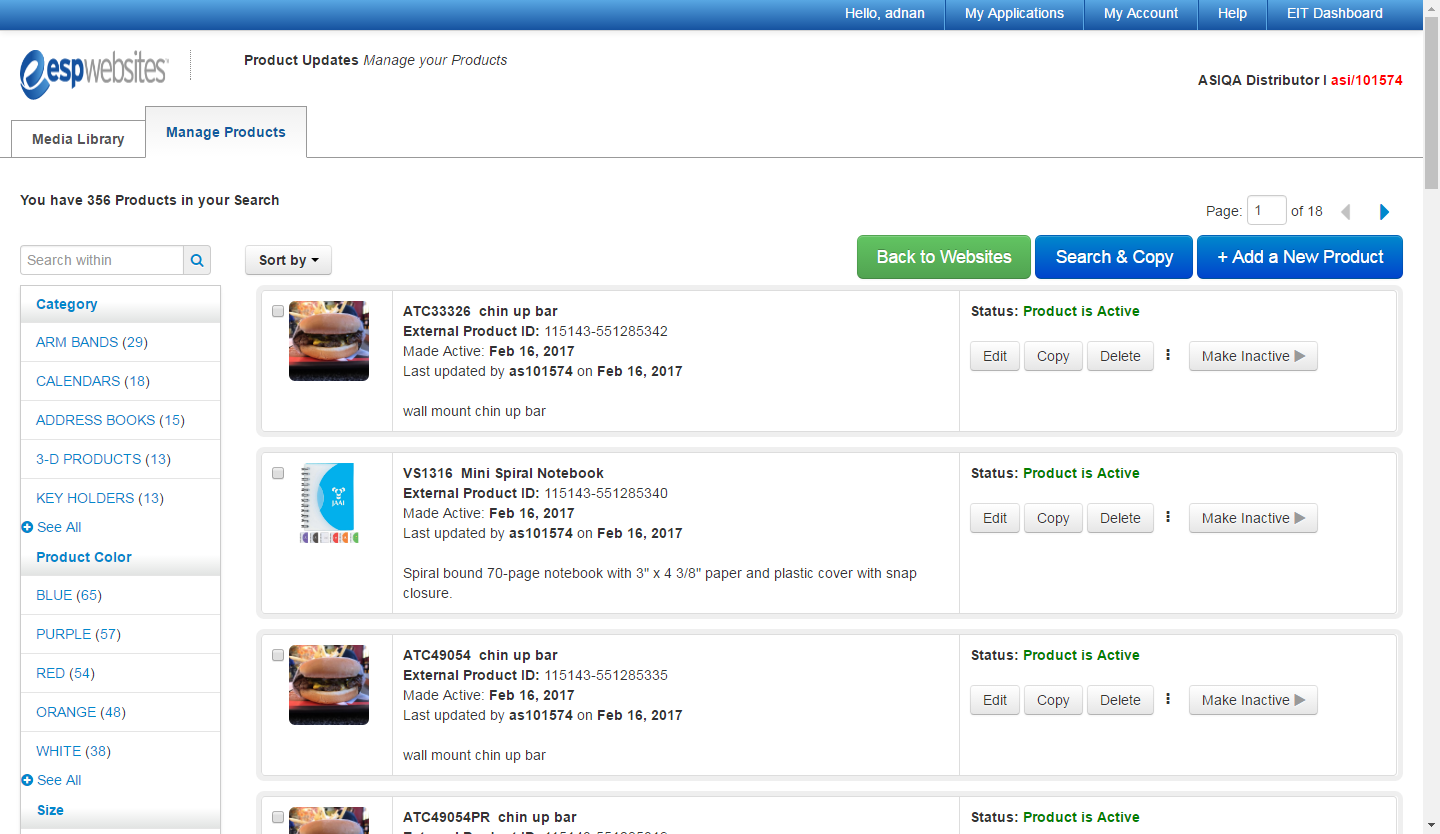 Hello, adnan My Applications My Account Help EIT Dashboard
espwebsites
Product Updates Manage your Products
ASIQA Distributor | asi/101574
Media Library Manage Products
You have 356 Products in your Search
Page: 1 of 18
Search within
Sort by
Back to Websites Search & Copy + Add a New Product
Category
ARM BANDS (29)
CALENDARS (18)
ADDRESS BOOKS (15)
3-D PRODUCTS (13)
KEY HOLDERS (13)
See All
Product Color
BLUE (65)
PURPLE (57)
RED (54)
ORANGE (48)
WHITE (38)
See All
Size
ATC33326 chin up bar
External Product ID: 115143-551285342
Made Active: Feb 16, 2017
Last updated by as101574 on Feb 16, 2017
wall mount chin up bar
Status: Product is Active
Edit Copy Delete Make Inactive
JAAI
VS1316 Mini Spiral Notebook
External Product ID: 115143-551285340
Made Active: Feb 16, 2017
Last updated by as101574 on Feb 16, 2017
Spiral bound 70-page notebook with 3" x 4 3/8" paper and plastic cover with snap
closure.
Status: Product is Active
Edit Copy Delete Make Inactive
ATC49054 chin up bar
External Product ID: 115143-551285335
Made Active: Feb 16, 2017
Last updated by as101574 on Feb 16, 2017
wall mount chin up bar
Status: Product is Active
Edit Copy Delete Make Inactive
ATC49054PR chin up bar
Status: Product is Active